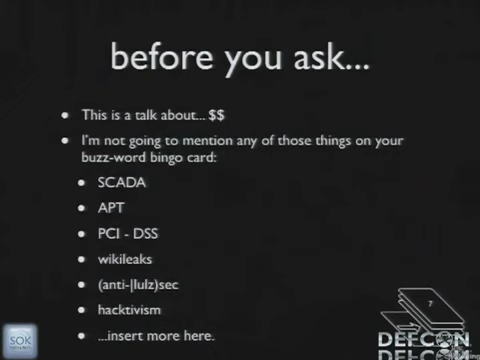 before you ask...
• This is a talk about... $$
• I'm not going to mention any of those things on your
buzz-word bingo card:
• SCADA
• APT
• PCI - DSS
• wikileaks
• (anti-|lulz)sec
• hacktivism
• ...insert more here.
7
SOK
DEFCON